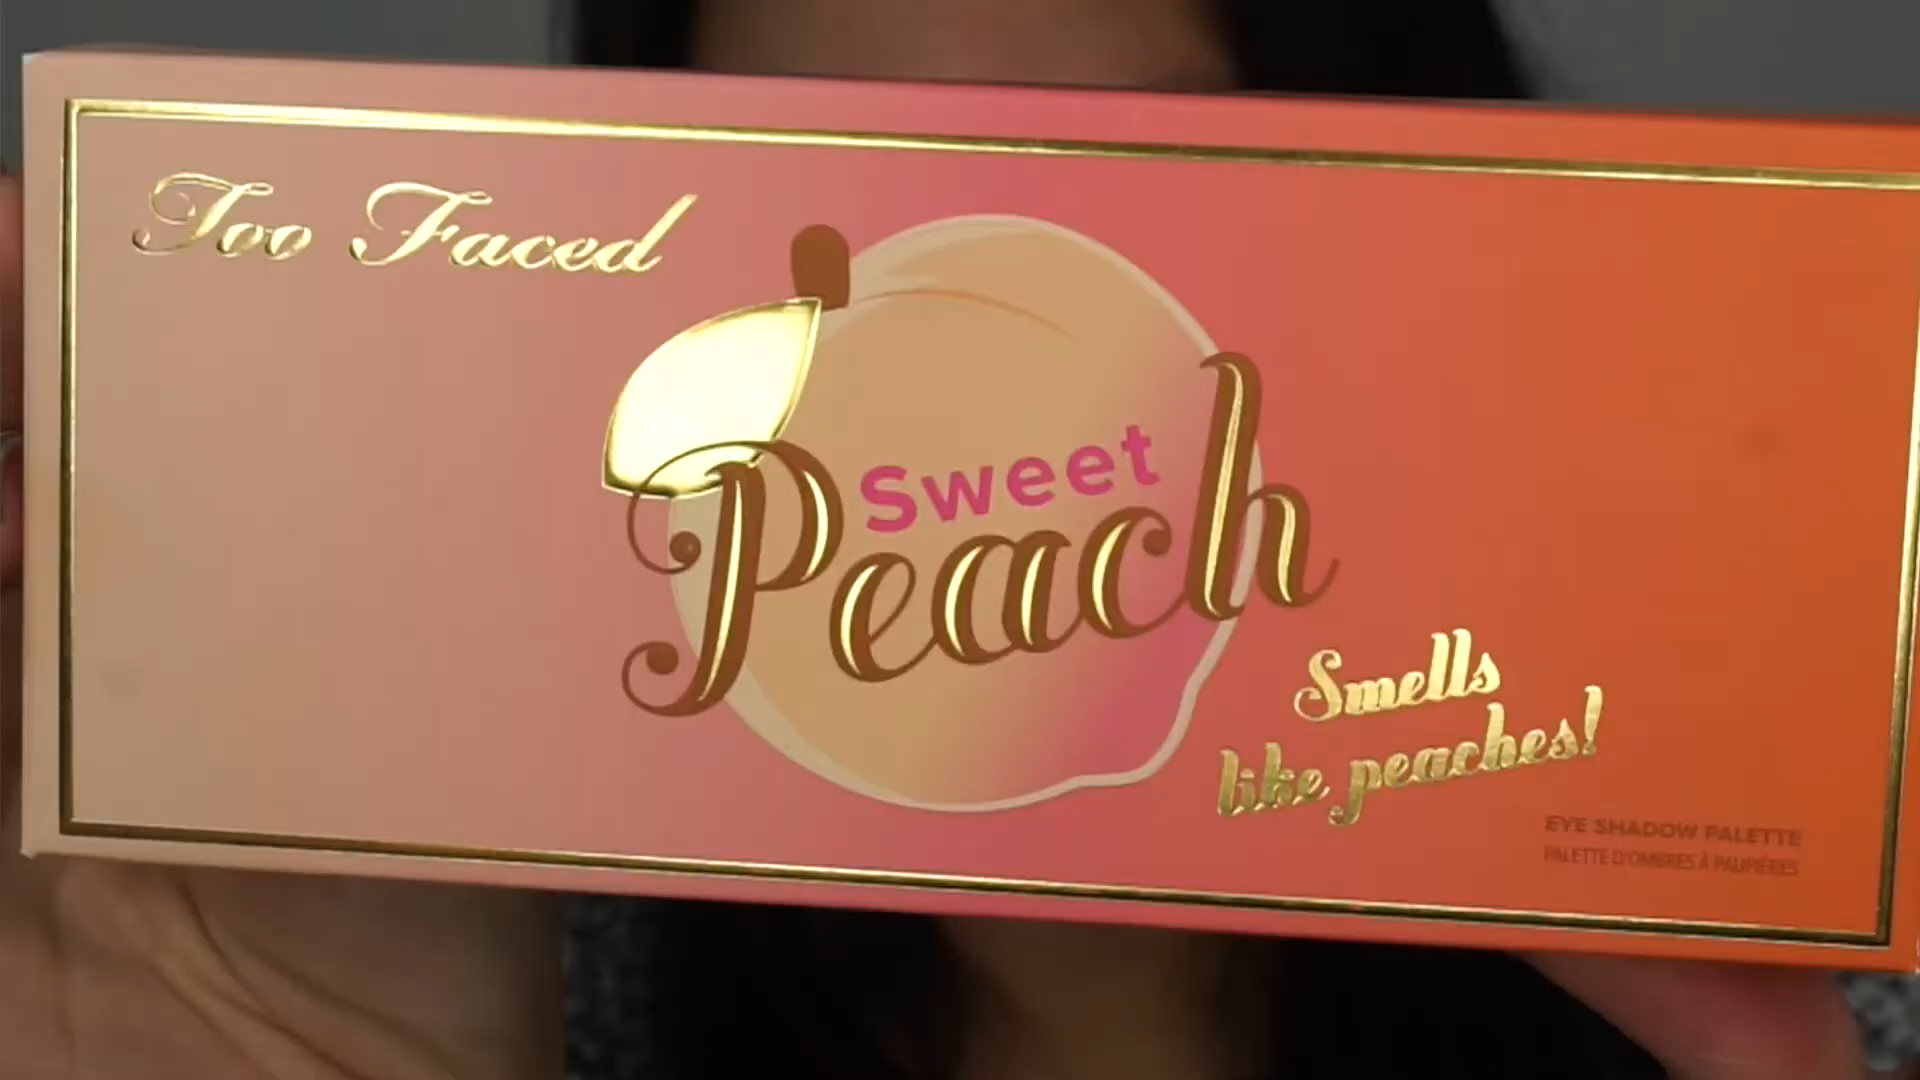 Too Faced
Sweet
Peach
Smells
like peaches!
EYE SHADOW PALETTE
PALETTE D'OMBRES À PAUPIÈRES